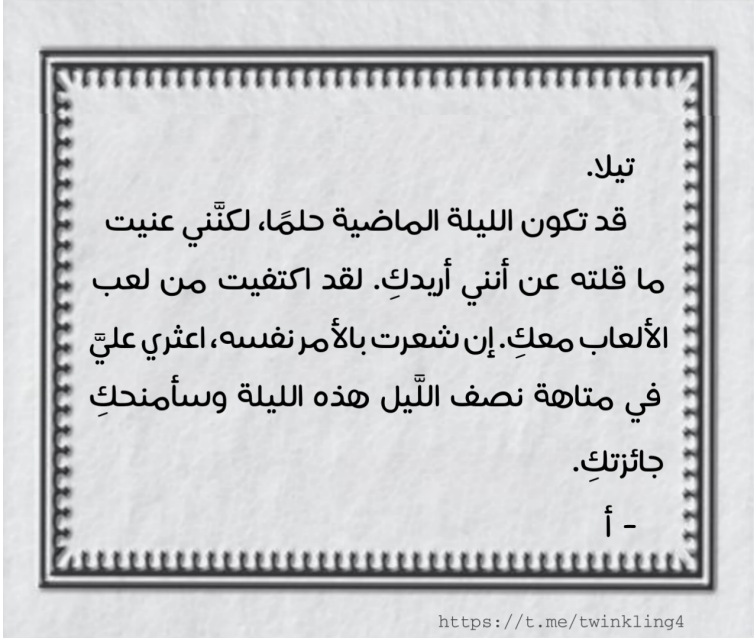 تيلا.
قد تكون الليلة الماضية حلمًا، لكنَّني عنيت
ما قلته عن أنني أريدكِ. لقد اكتفيت من لعب
الألعاب معكِ. إن شعرت بالأمر نفسه، اعثري عليَّ
في متاهة نصف اللَّيل هذه الليلة وسأمنحكِ
جائزتكِ.
- أ
https://t.me/twinkling4